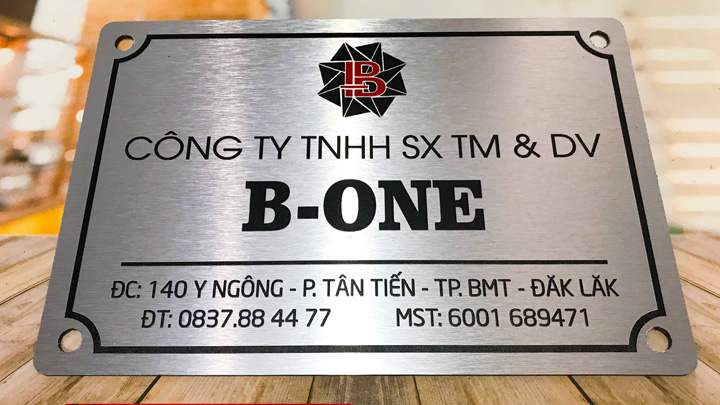 B
CÔNG TY TNHH SX TM & DV
B-ONE
ĐC: 140 Y NGÔNG - P. TÂN TIẾN - TP. BMT - ĐĂK LĂK
ĐT: 0837.88 44 77 MST: 6001 689471